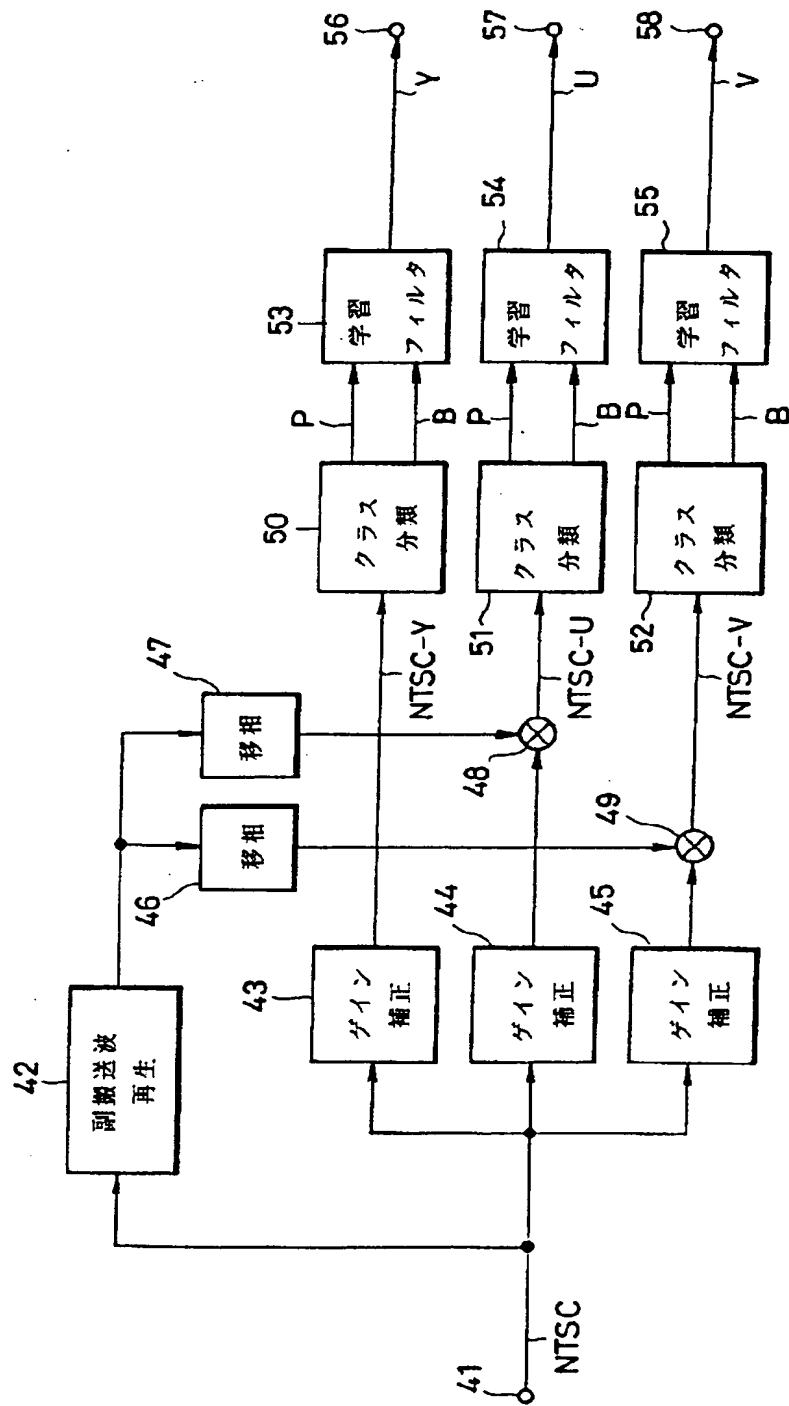 41
NTSC
42
副搬送波
再生
43
ゲイン
補正
44
ゲイン
補正
45
ゲイン
補正
46
移相
47
移相
48
49
NTSC-Y
NTSC-U
NTSC-V
50
クラス
分類
51
クラス
分類
52
クラス
分類
P
B
P
B
P
B
53
学習
フィルタ
54
学習
フィルタ
55
学習
フィルタ
Y
56
U
57
V
58